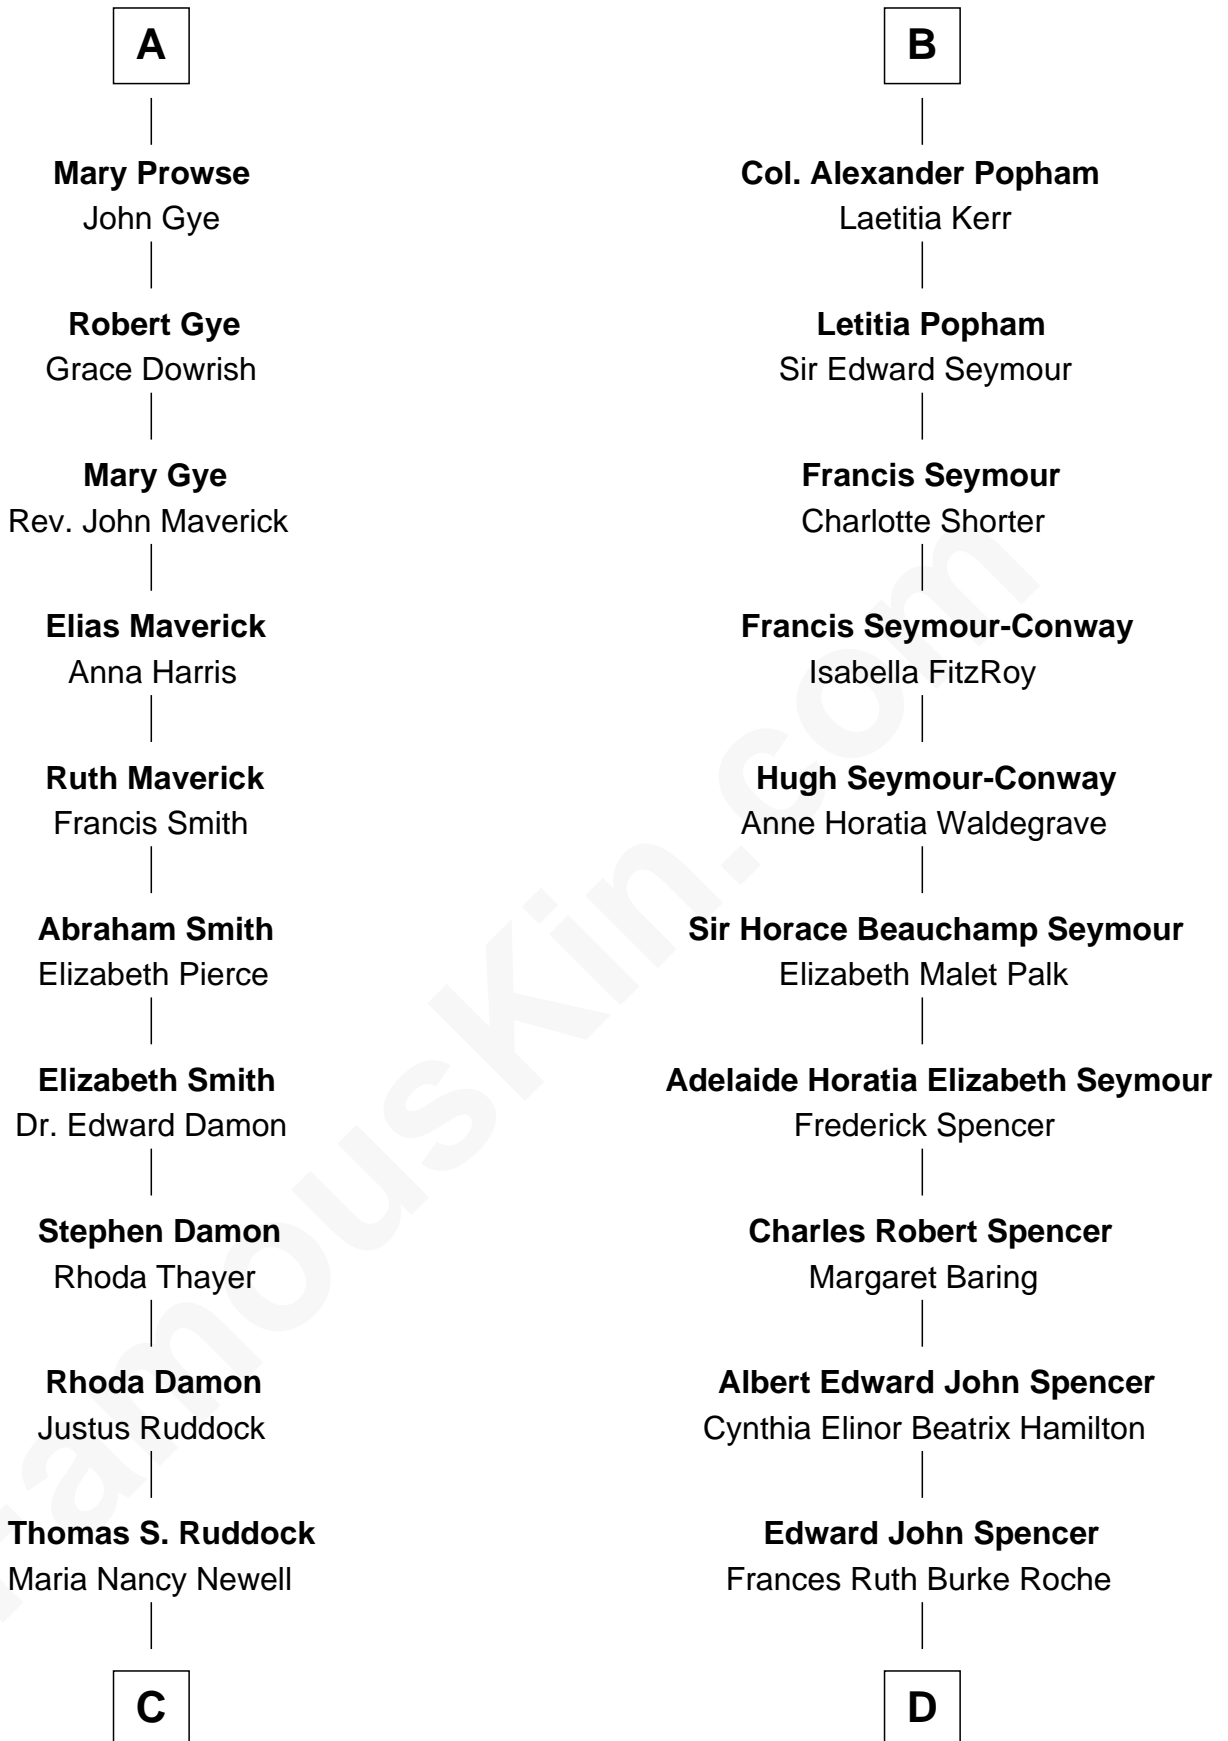 A
Mary Prowse
John Gye
Robert Gye
Grace Dowrish
Mary Gye
Rev. John Maverick
Elias Maverick
Anna Harris
Ruth Maverick
Francis Smith
Abraham Smith
Elizabeth Pierce
Elizabeth Smith
Dr. Edward Damon
Stephen Damon
Rhoda Thayer
Rhoda Damon
Justus Ruddock
Thomas S. Ruddock
Maria Nancy Newell
C
B
Col. Alexander Popham
Laetitia Kerr
Letitia Popham
Sir Edward Seymour
Francis Seymour
Charlotte Shorter
Francis Seymour-Conway
Isabella FitzRoy
Hugh Seymour-Conway
Anne Horatia Waldegrave
Sir Horace Beauchamp Seymour
Elizabeth Malet Palk
Adelaide Horatia Elizabeth Seymour
Frederick Spencer
Charles Robert Spencer
Margaret Baring
Albert Edward John Spencer
Cynthia Elinor Beatrix Hamilton
Edward John Spencer
Frances Ruth Burke Roche
D
FamousKin.com